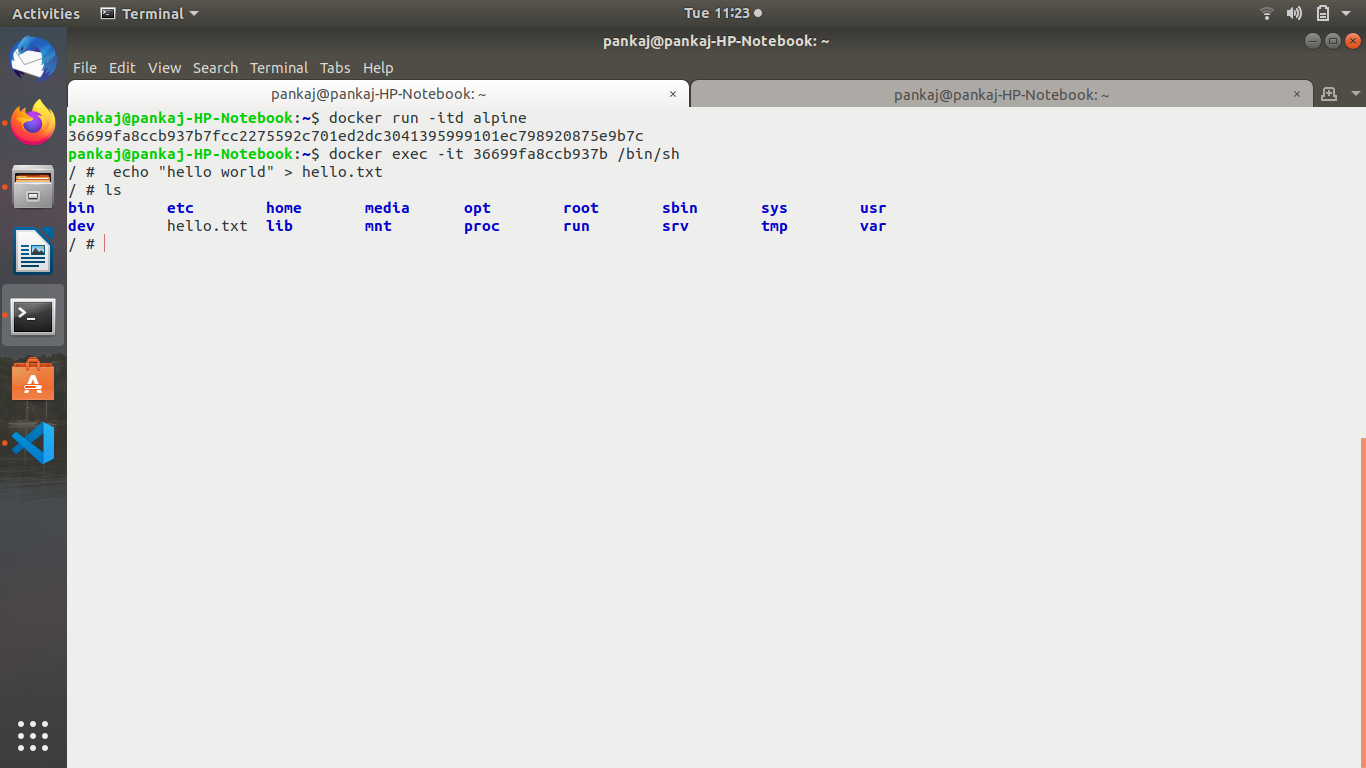 Activities Terminal Tue 11:23
pankaj@pankaj-HP-Notebook: ~
File Edit View Search Terminal Tabs Help
pankaj@pankaj-HP-Notebook: ~ × pankaj@pankaj-HP-Notebook: ~ ×
pankaj@pankaj-HP-Notebook:~$ docker run -itd alpine
36699fa8ccb937b7fcc2275592c701ed2dc3041395999101ec798920875e9b7c
pankaj@pankaj-HP-Notebook:~$ docker exec -it 36699fa8ccb937b /bin/sh
/ #  echo "hello world" > hello.txt
/ # ls
bin        etc        home       media      opt        root       sbin       sys        usr
dev        hello.txt  lib        mnt        proc       run        srv        tmp        var
/ #